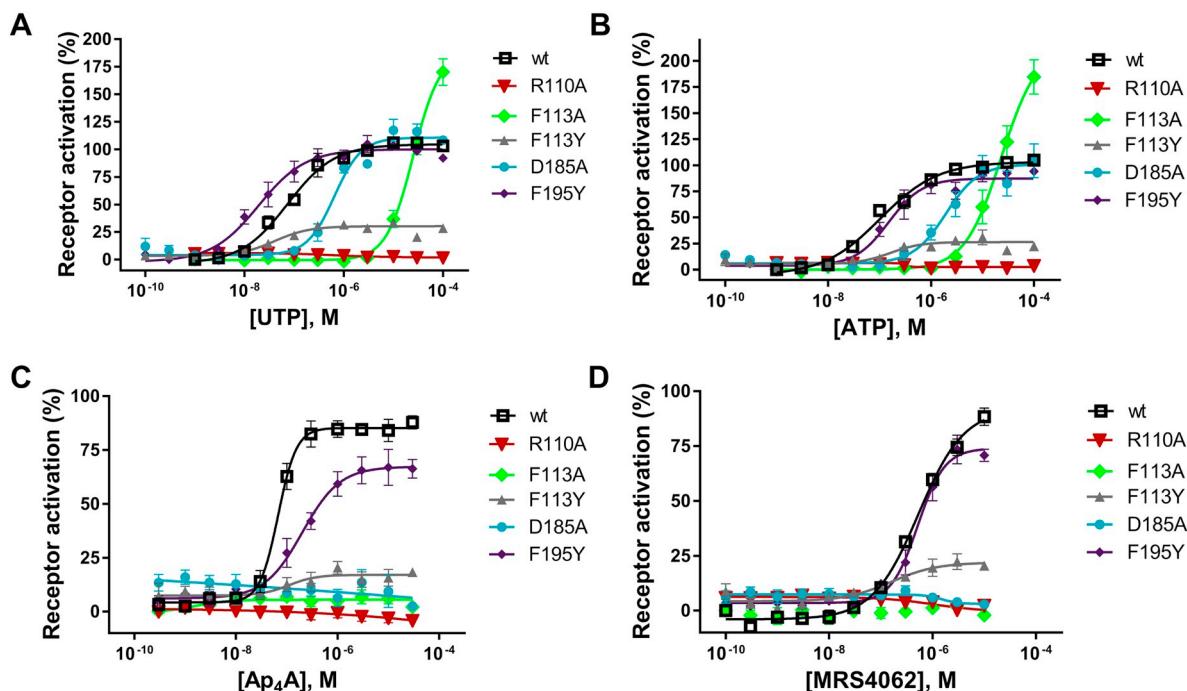 A
Receptor activation (%)
200
175
150
125
100
75
50
25
0
10-10
10-8
10-6
10-4
[UTP], M
wt
R110A
F113A
F113Y
D185A
F195Y
B
Receptor activation (%)
200
175
150
125
100
75
50
25
0
10-10
10-8
10-6
10-4
[ATP], M
wt
R110A
F113A
F113Y
D185A
F195Y
C
Receptor activation (%)
100
75
50
25
0
10-10
10-8
10-6
10-4
[Ap4A], M
wt
R110A
F113A
F113Y
D185A
F195Y
D
Receptor activation (%)
100
75
50
25
0
10-10
10-8
10-6
10-4
[MRS4062], M
wt
R110A
F113A
F113Y
D185A
F195Y